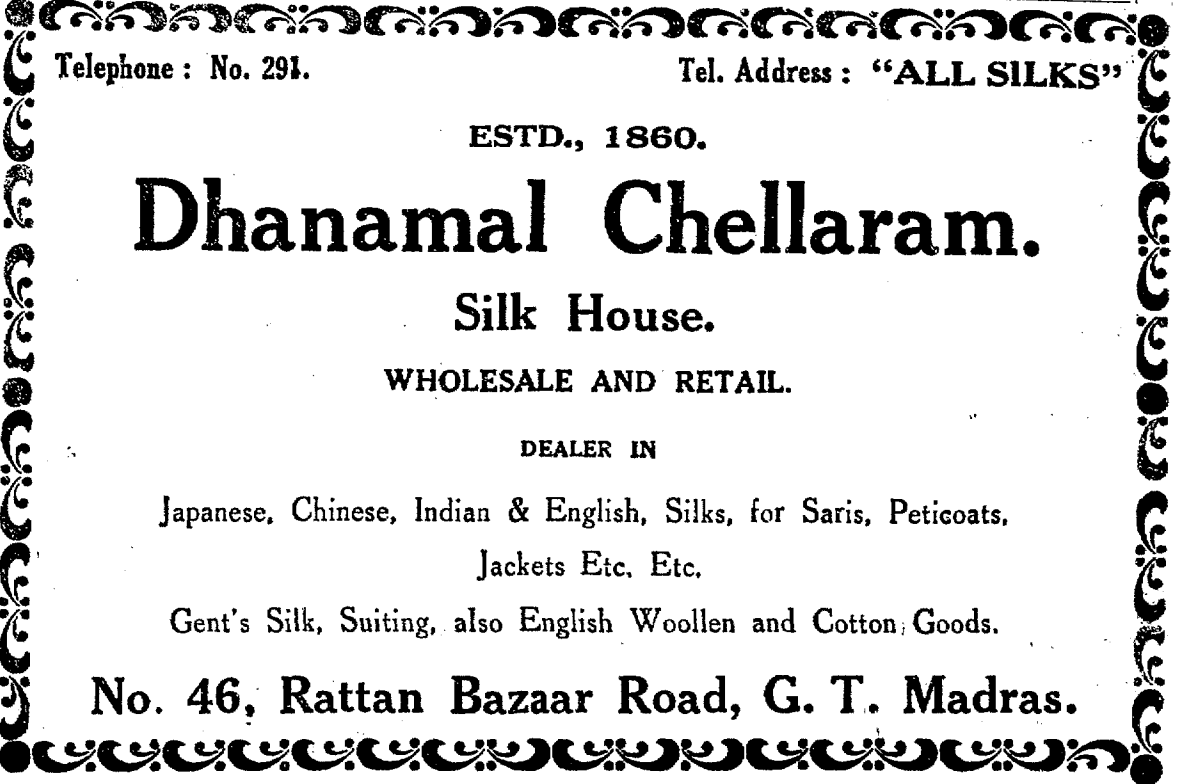 Telephone : No. 291.
Tel. Address : “ALL SILKS”
ESTD., 1860.
Dhanamal Chellaram.
Silk House.
WHOLESALE AND RETAIL.
DEALER IN
Japanese, Chinese, Indian & English, Silks, for Saris, Peticoats,
Jackets Etc, Etc,
Gent's Silk, Suiting, also English Woollen and Cotton Goods.
No. 46, Rattan Bazaar Road, G. T. Madras.